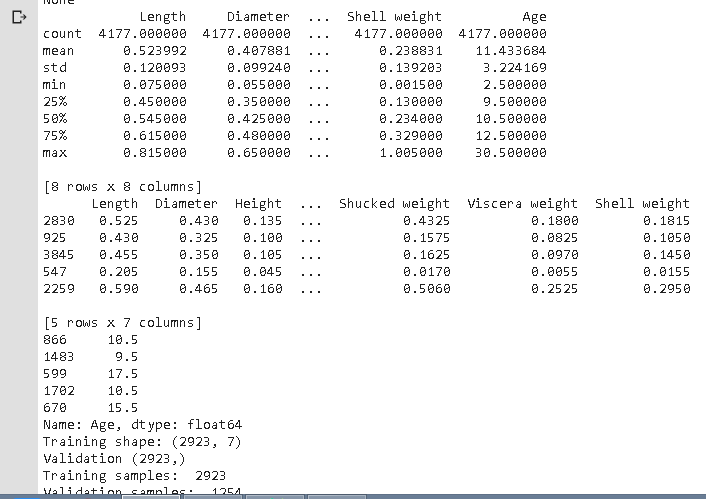 None
Length Diameter ... Shell weight Age
count 4177.000000 4177.000000 ... 4177.000000 4177.000000
mean 0.523992 0.407881 ... 0.238831 11.433684
std 0.120093 0.099240 ... 0.139203 3.224169
min 0.075000 0.055000 ... 0.001500 2.500000
25% 0.450000 0.350000 ... 0.130000 9.500000
50% 0.545000 0.425000 ... 0.234000 10.500000
75% 0.615000 0.480000 ... 0.329000 12.500000
max 0.815000 0.650000 ... 1.005000 30.500000
[8 rows x 8 columns]
Length Diameter Height ... Shucked weight Viscera weight Shell weight
2830 0.525 0.430 0.135 ... 0.4325 0.1800 0.1815
925 0.430 0.325 0.100 ... 0.1575 0.0825 0.1050
3845 0.455 0.350 0.105 ... 0.1625 0.0970 0.1450
547 0.205 0.155 0.045 ... 0.0170 0.0055 0.0155
2259 0.590 0.465 0.160 ... 0.5060 0.2525 0.2950
[5 rows x 7 columns]
866 10.5
1483 9.5
599 17.5
1702 10.5
670 15.5
Name: Age, dtype: float64
Training shape: (2923, 7)
Validation (2923,)
Training samples: 2923
Validation samples: 1254